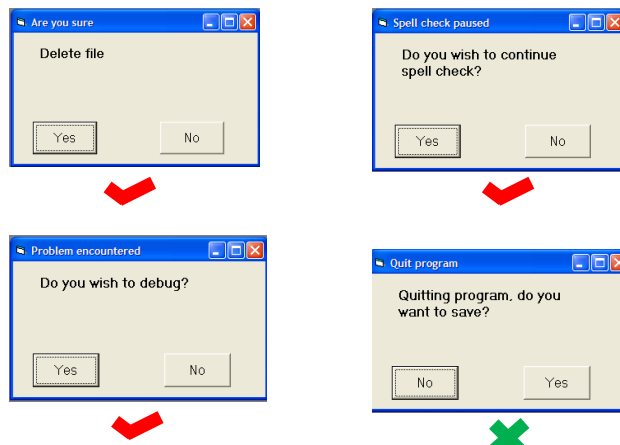 Are you sure
Delete file
Yes No
Spell check paused
Do you wish to continue
spell check?
Yes No
Problem encountered
Do you wish to debug?
Yes No
Quit program
Quitting program, do you
want to save?
No Yes